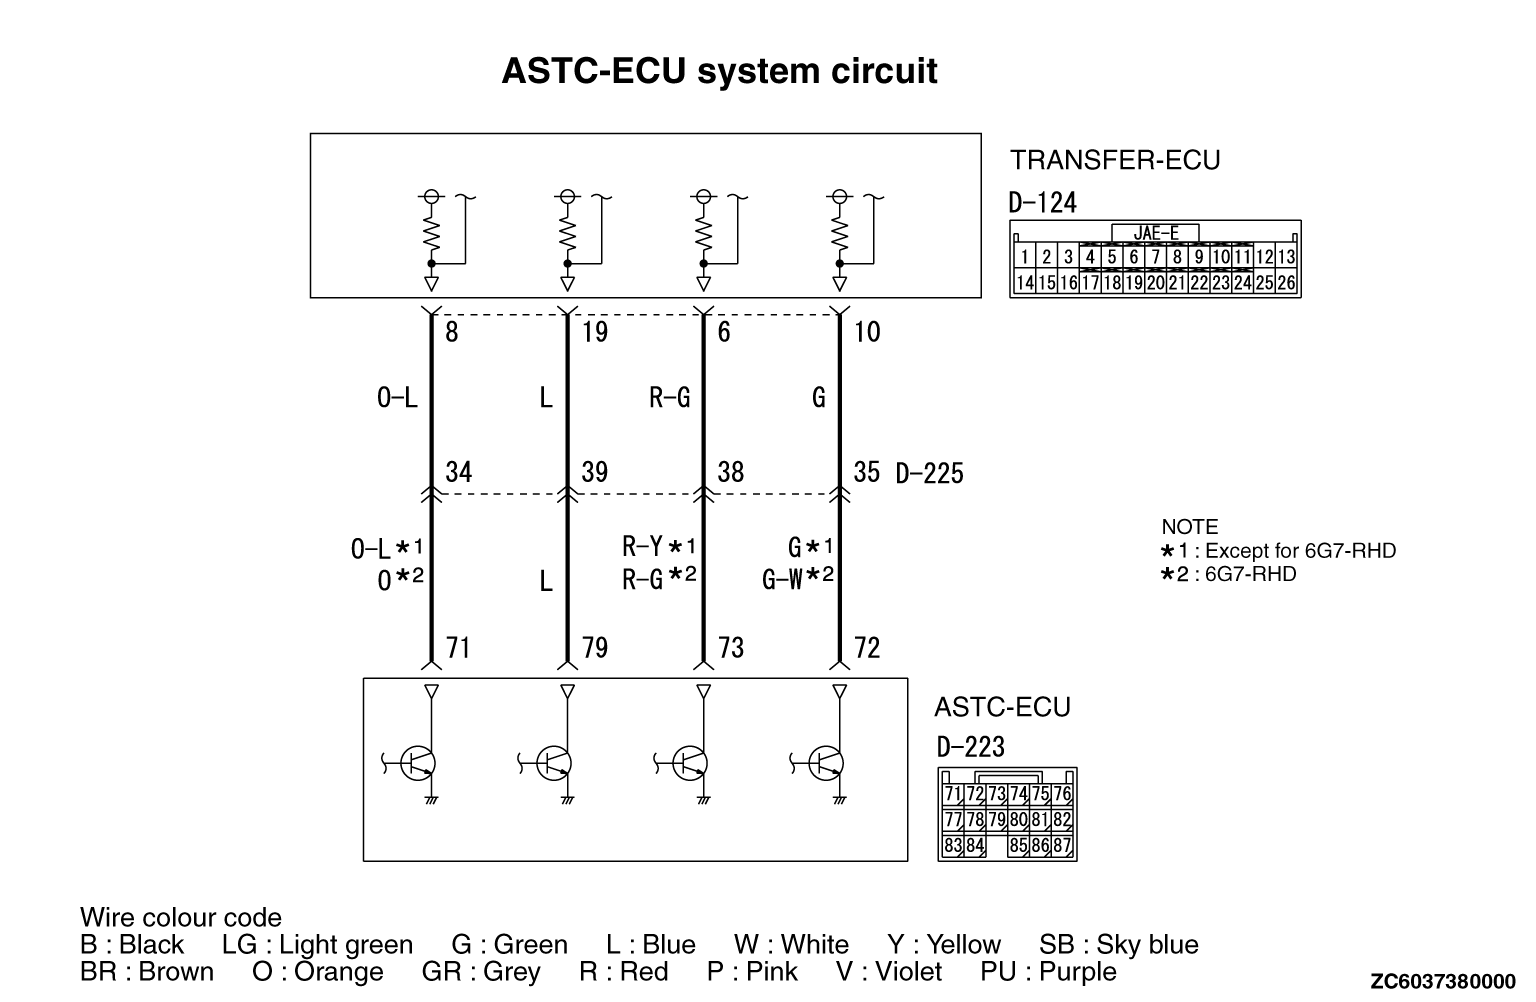 ASTC-ECU system circuit
TRANSFER-ECU
D-124
JAE-E
1 2 3 4 5 6 7 8 9 10 11 12 13
14 15 16 17 18 19 20 21 22 23 24 25 26
8 19 6 10
O-L L R-G G
34 39 38 35 D-225
O-L*1 R-Y*1 G*1
O*2 L R-G*2 G-W*2
NOTE
*1 : Except for 6G7-RHD
*2 : 6G7-RHD
71 79 73 72
ASTC-ECU
D-223
71 72 73 74 75 76
77 78 79 80 81 82
83 84 85 86 87
Wire colour code
B : Black LG : Light green G : Green L : Blue W : White Y : Yellow SB : Sky blue
BR : Brown O : Orange GR : Grey R : Red P : Pink V : Violet PU : Purple
ZC6037380000